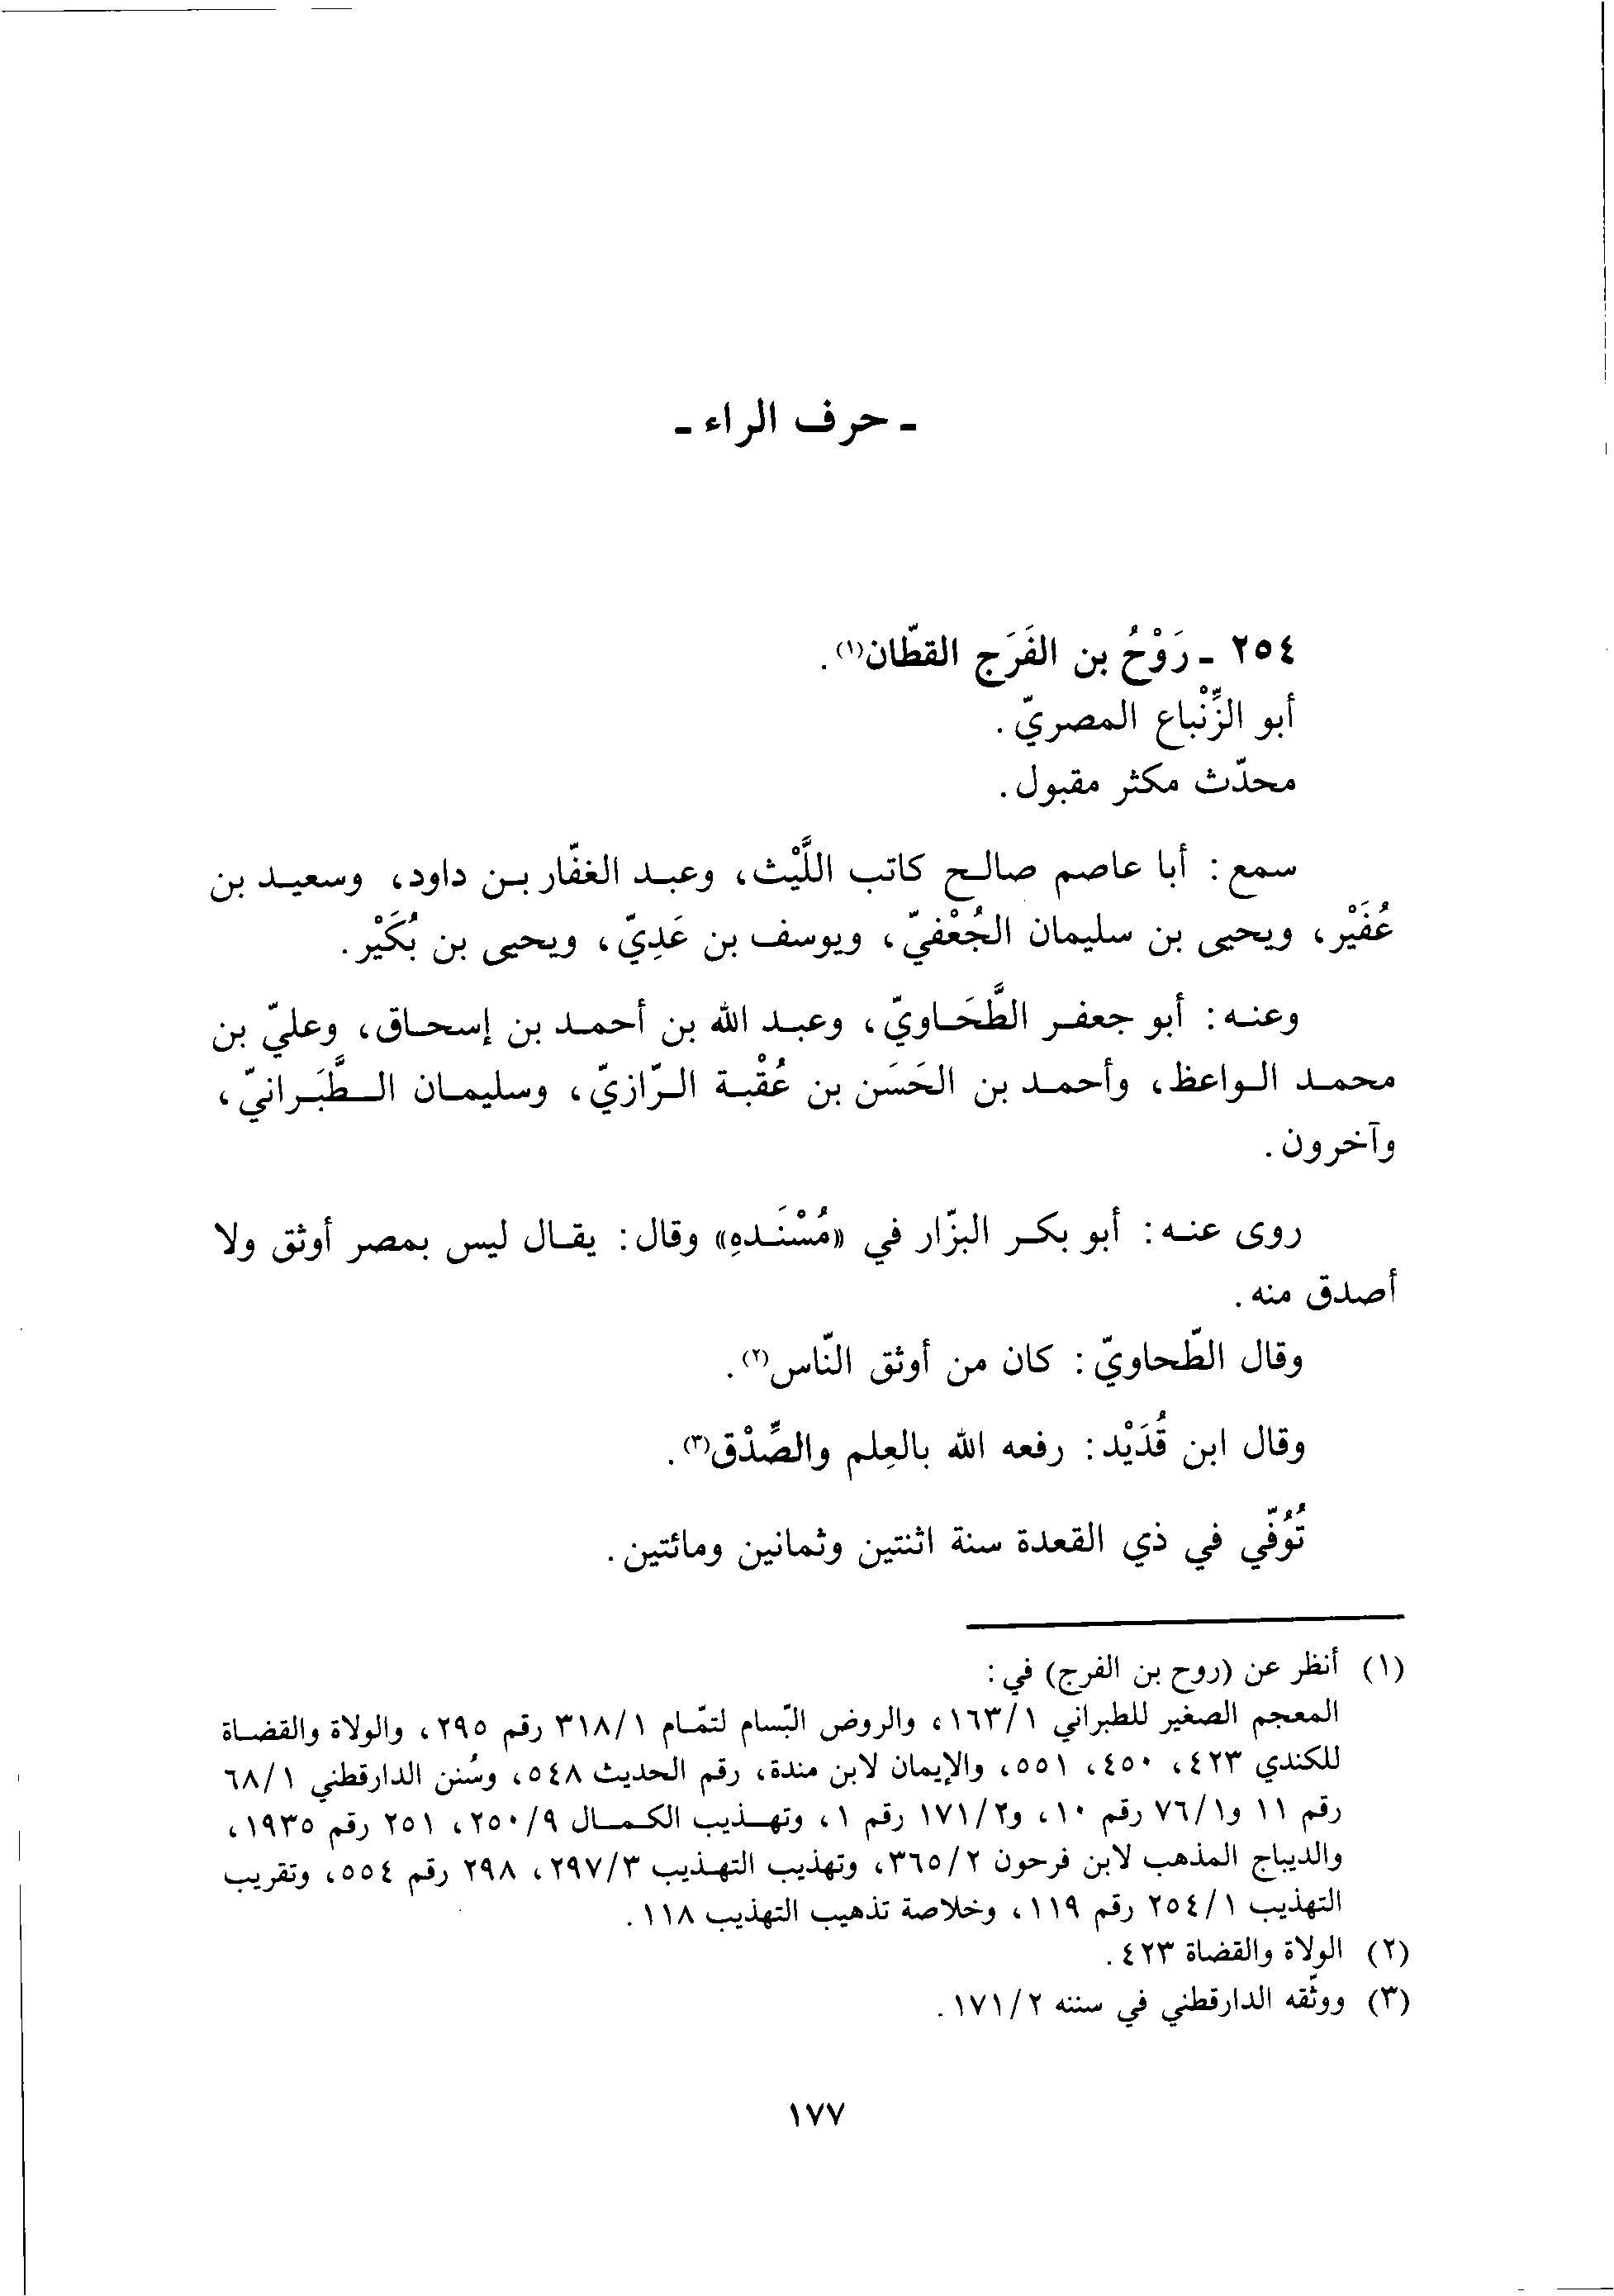 - حرف الراء -
٢٥٤ - رَوْحُ بن الفَرَج القطّان(١).
أبو الزِّنْباع المصريّ.
محدّث مكثر مقبول.
سمع: أبا عاصم صالح كاتب اللَّيْث، وعبد الغفّار بن داود، وسعيد بن
عُفَيْر، ويحيى بن سليمان الجُعْفيّ، ويوسف بن عَدِيّ، ويحيى بن بُكَيْر.
وعنه: أبو جعفر الطَّحَاويّ، وعبد الله بن أحمد بن إسحاق، وعليّ بن
محمد الواعظ، وأحمد بن الحَسَن بن عُقْبة الرّازيّ، وسليمان الطَّبَرانيّ،
وآخرون.
روى عنه: أبو بكر البزّار في «مُسْنَدهِ» وقال: يقال ليس بمصر أوثق ولا
أصدق منه.
وقال الطّحاويّ: كان من أوثق النّاس(٢).
وقال ابن قُدَيْد: رفعه الله بالعِلم والصِّدْق(٣).
تُوُفّي في ذي القعدة سنة اثنتين وثمانين ومائتين.
(١) أنظر عن (روح بن الفرج) في:
المعجم الصغير للطبراني ١/١٦٣، والروض البّسام لتمّام ١/٣١٨ رقم ٢٩٥، والولاة والقضاة
للكندي ٤٢٣، ٤٥٠، ٥٥١، والإيمان لابن مندة، رقم الحديث ٥٤٨، وسُنن الدارقطني ١/٦٨
رقم ١١ و١/٧٦ رقم ١٠، و٢/١٧١ رقم ١، وتهذيب الكمال ٩/٢٥٠، ٢٥١ رقم ١٩٣٥،
والديباج المذهب لابن فرحون ٢/٣٦٥، وتهذيب التهذيب ٣/٢٩٧، ٢٩٨ رقم ٥٥٤، وتقريب
التهذيب ١/٢٥٤ رقم ١١٩، وخلاصة تذهيب التهذيب ١١٨.
(٢) الولاة والقضاة ٤٢٣.
(٣) ووثّقه الدارقطني في سننه ٢/١٧١.
١٧٧